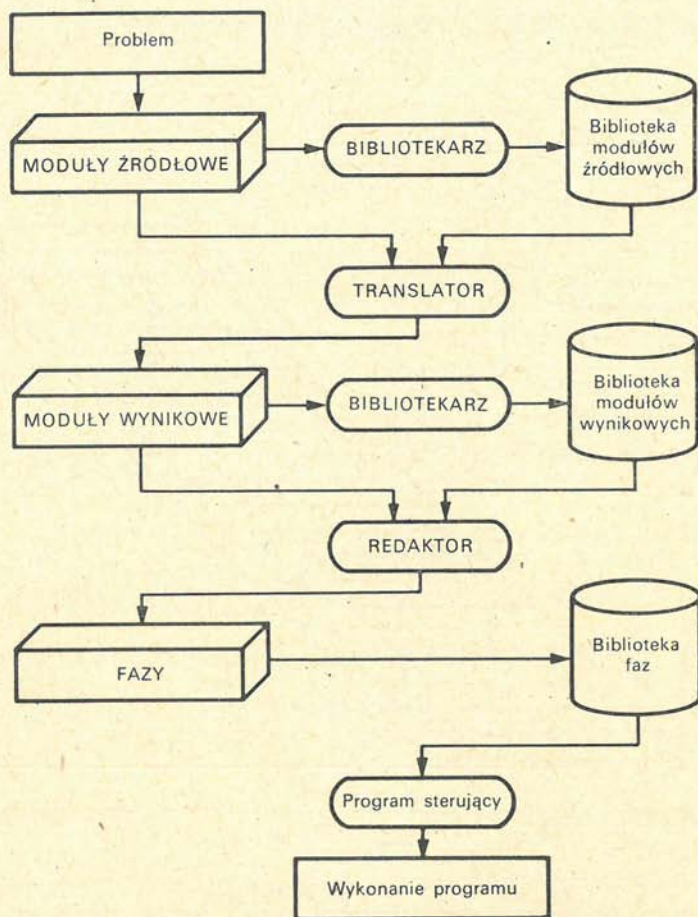 Problem
MODUŁY ŹRÓDŁOWE
BIBLIOTEKARZ
Biblioteka
modułów
źródłowych
TRANSLATOR
MODUŁY WYNIKOWE
BIBLIOTEKARZ
Biblioteka
modułów
wynikowych
REDAKTOR
FAZY
Biblioteka
faz
Program sterujący
Wykonanie programu